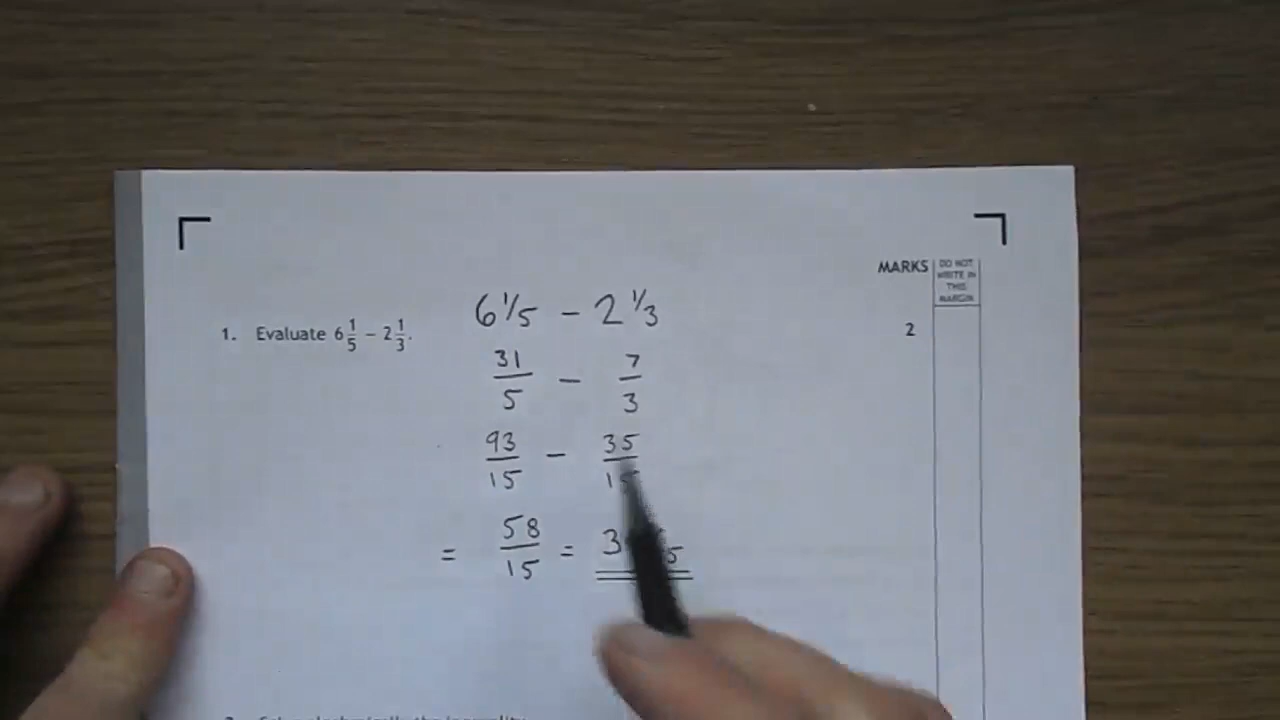 MARKS
DO NOT
WRITE IN
THIS
MARGIN
1. Evaluate 6 1/5 − 2 1/3.
2
6 1/5 − 2 1/3
31/5 − 7/3
93/15 − 35/15
= 58/15 = 3